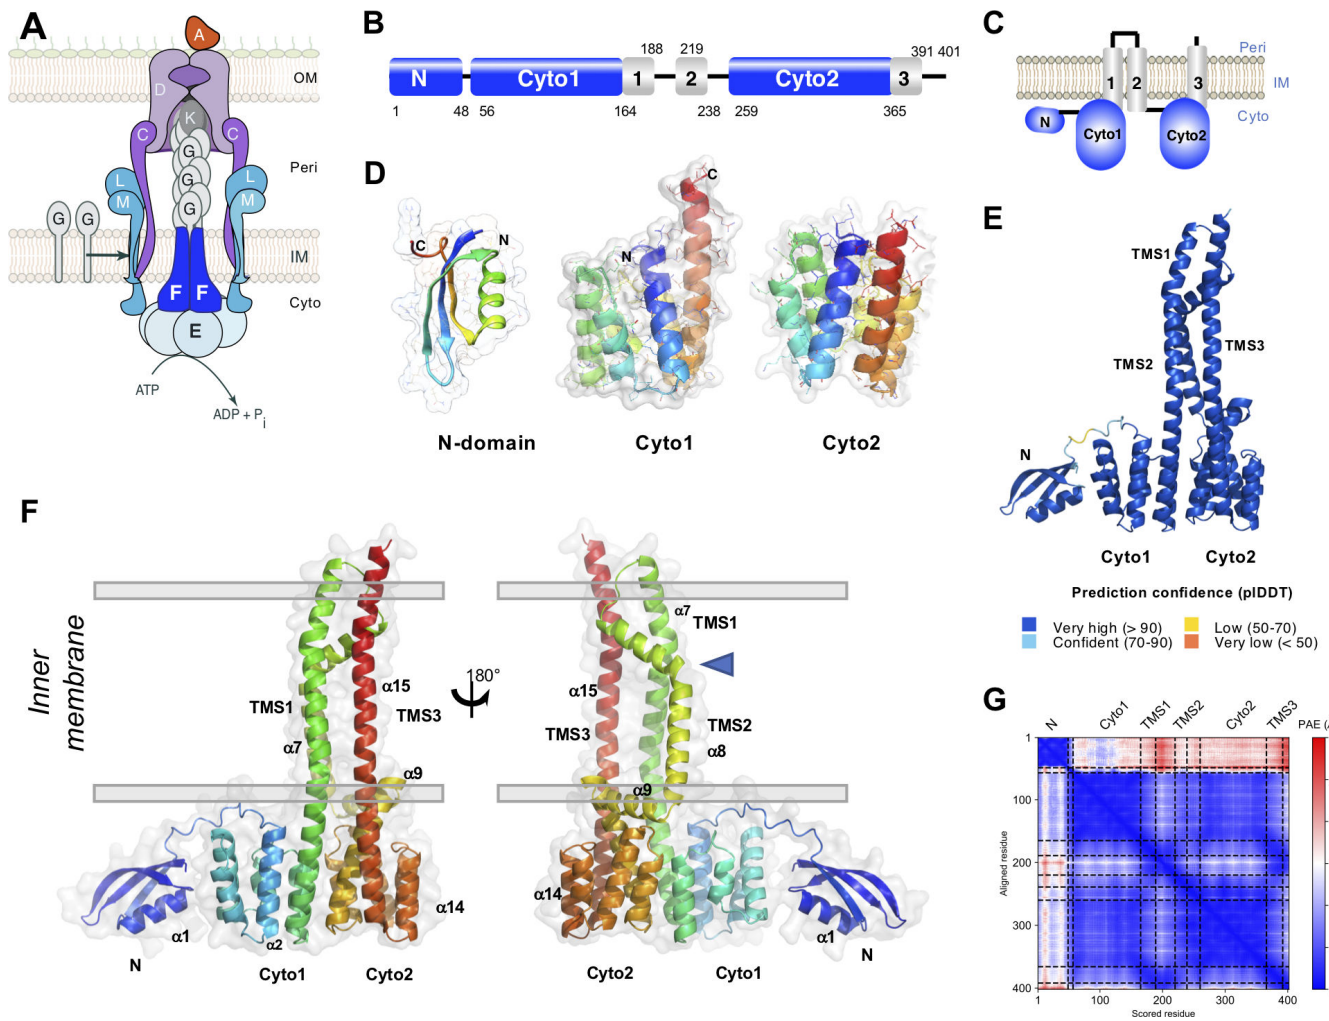 A
A
OM
D
K
C
C
G
G
G
Peri
L
L
M
M
G
G
IM
F
F
Cyto
E
ATP
ADP + Pi
B
188
219
391 401
N
Cyto1
1
2
Cyto2
3
1
48
56
164
238
259
365
C
Peri
1
2
3
IM
N
Cyto1
Cyto2
Cyto
D
C
N
N
C
N-domain
Cyto1
Cyto2
E
TMS1
TMS2
TMS3
N
Cyto1
Cyto2
Prediction confidence (plDDT)
Very high (> 90)
Low (50-70)
Confident (70-90)
Very low (< 50)
F
Inner
membrane
TMS1
α7
α15
TMS3
α9
α14
α1
α2
N
Cyto1
Cyto2
180°
α7
TMS1
α15
TMS3
TMS2
α8
α9
α14
α1
Cyto2
Cyto1
N
G
N
Cyto1
TMS1
TMS2
Cyto2
TMS3
PAE (
1
100
200
300
400
Aligned residue
1
100
200
300
400
Scored residue